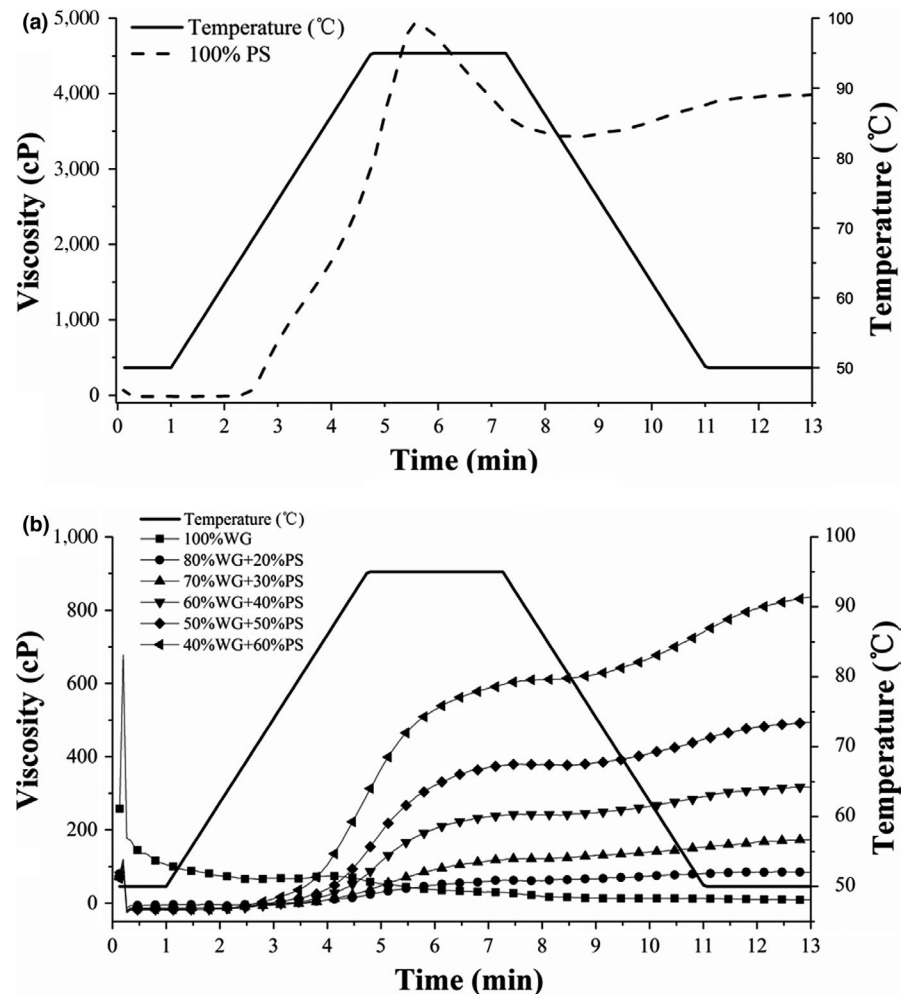 (a)
5,000
4,000
3,000
2,000
1,000
0
Viscosity (cP)
Temperature (℃)
100% PS
100
90
80
70
60
50
Temperature (℃)
0 1 2 3 4 5 6 7 8 9 10 11 12 13
Time (min)
(b)
1,000
800
600
400
200
0
Viscosity (cP)
Temperature (℃)
100%WG
80%WG+20%PS
70%WG+30%PS
60%WG+40%PS
50%WG+50%PS
40%WG+60%PS
100
90
80
70
60
50
Temperature (℃)
0 1 2 3 4 5 6 7 8 9 10 11 12 13
Time (min)